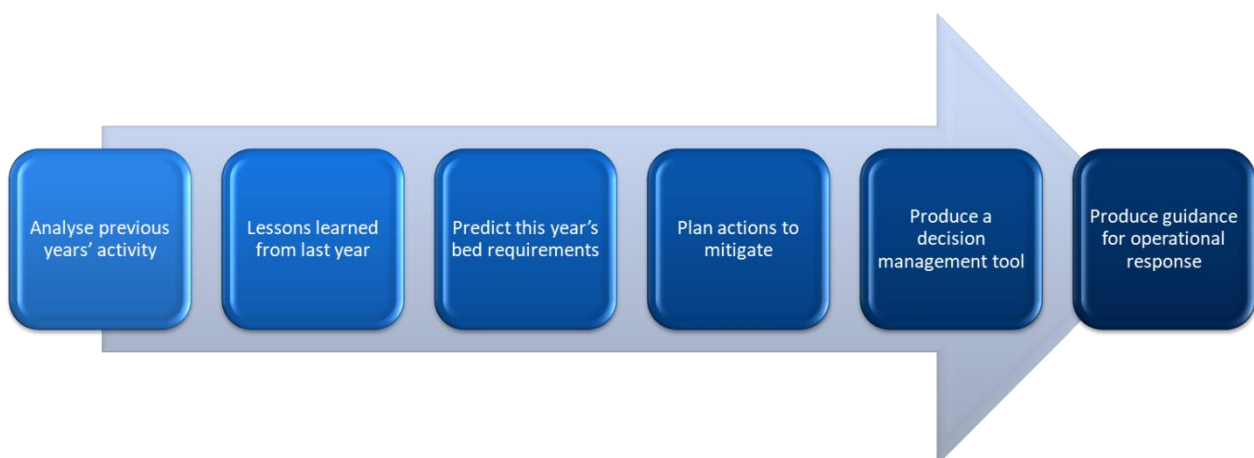 Analyse previous
years’ activity
Lessons learned
from last year
Predict this year’s
bed requirements
Plan actions to
mitigate
Produce a
decision
management tool
Produce guidance
for operational
response